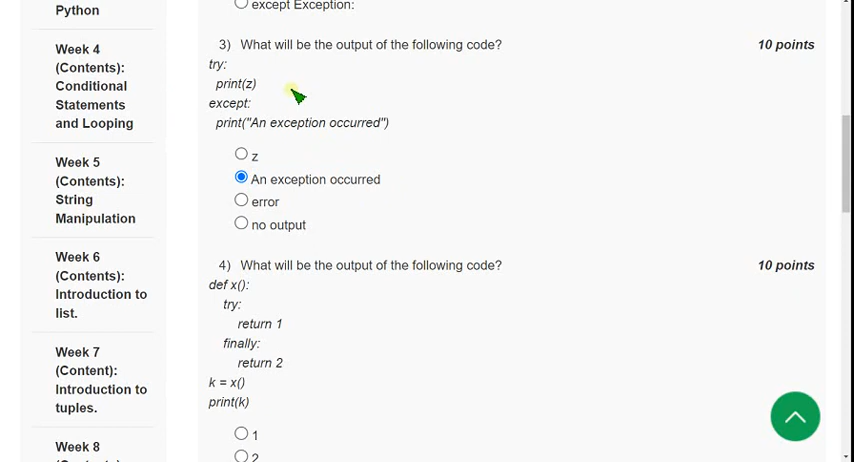 Python
Week 4
(Contents):
Conditional
Statements
and Looping
Week 5
(Contents):
String
Manipulation
Week 6
(Contents):
Introduction to
list.
Week 7
(Content):
Introduction to
tuples.
Week 8
except Exception:
3) What will be the output of the following code? 10 points
try:
print(z)
except:
print("An exception occurred")
z
An exception occurred
error
no output
4) What will be the output of the following code? 10 points
def x():
try:
return 1
finally:
return 2
k = x()
print(k)
1
2